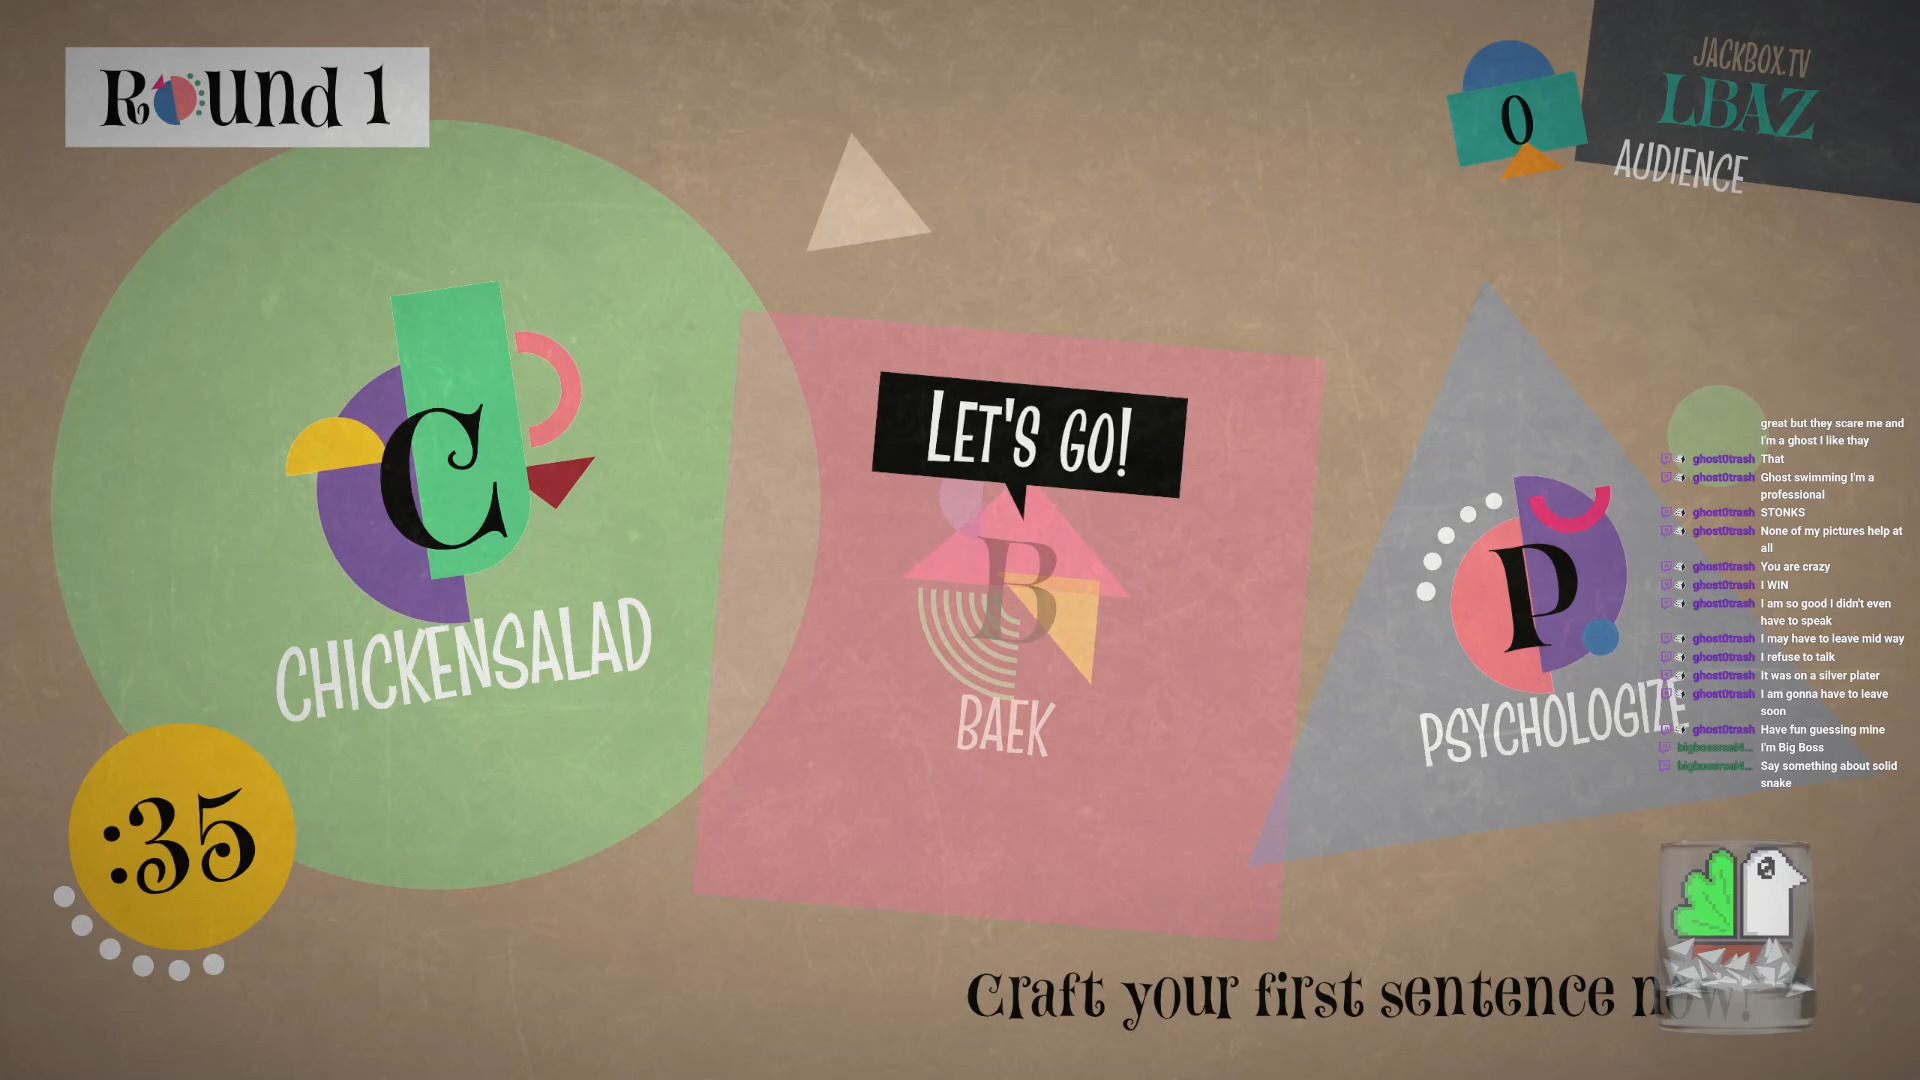 Round 1
0
JACKBOX.TV
LBAZ
AUDIENCE
C
CHICKENSALAD
LET'S GO!
B
BAEK
P
PSYCHOLOGIZE
great but they scare me and
I'm a ghost I like thay
ghost0trash That
ghost0trash Ghost swimming I'm a
professional
ghost0trash STONKS
ghost0trash None of my pictures help at
all
ghost0trash You are crazy
ghost0trash I WIN
ghost0trash I am so good I didn't even
have to speak
ghost0trash I may have to leave mid way
ghost0trash I refuse to talk
ghost0trash It was on a silver plater
ghost0trash I am gonna have to leave
soon
ghost0trash Have fun guessing mine
I'm Big Boss
Say something about solid
snake
:35
Craft your first sentence now!